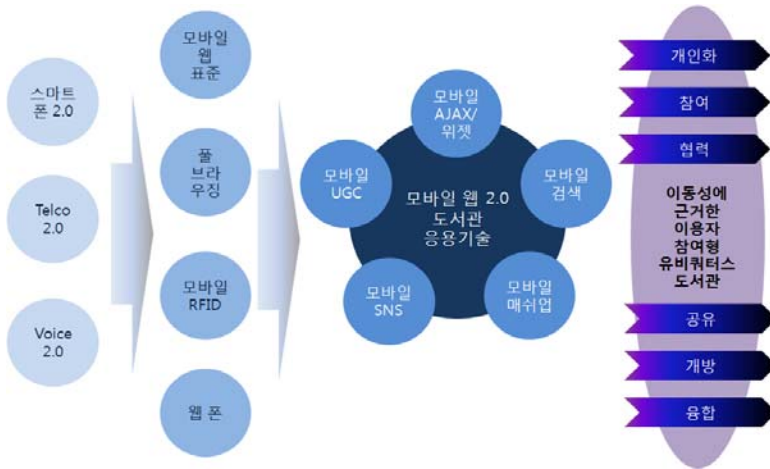 스마트
폰 2.0
Telco
2.0
Voice
2.0
모바일
웹
표준
풀
브라
우징
모바일
RFID
웹 폰
모바일
AJAX/
위젯
모바일
UGC
모바일
검색
모바일 웹 2.0
도서관
응용기술
모바일
SNS
모바일
매쉬업
개인화
참여
협력
이동성에
근거한
이용자
참여형
유비쿼터스
도서관
공유
개방
융합